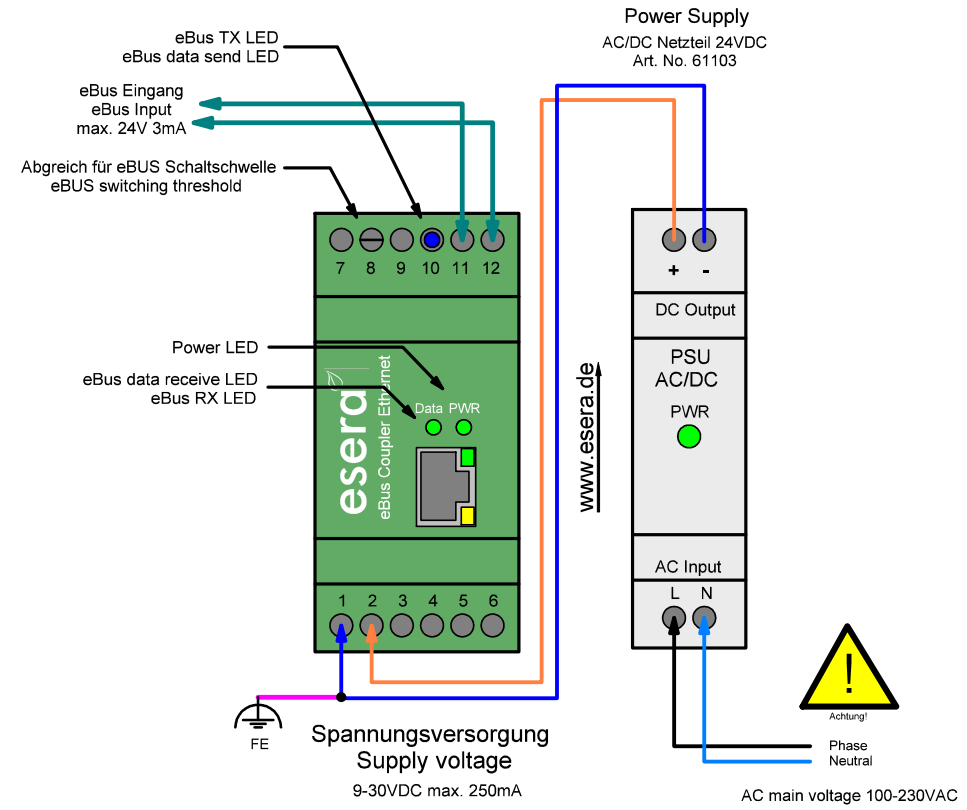 Power Supply
AC/DC Netzteil 24VDC
Art. No. 61103
eBus TX LED
eBus data send LED
eBus Eingang
eBus Input
max. 24V 3mA
Abgreich für eBUS Schaltschwelle
eBUS switching threshold
7 8 9 10 11 12
+ -
DC Output
Power LED
eBus data receive LED
eBus RX LED
esera
eBus Coupler Ethernet
Data PWR
www.esera.de
PSU
AC/DC
PWR
AC Input
L N
1 2 3 4 5 6
FE
Spannungsversorgung
Supply voltage
9-30VDC max. 250mA
!
Achtung!
Phase
Neutral
AC main voltage 100-230VAC